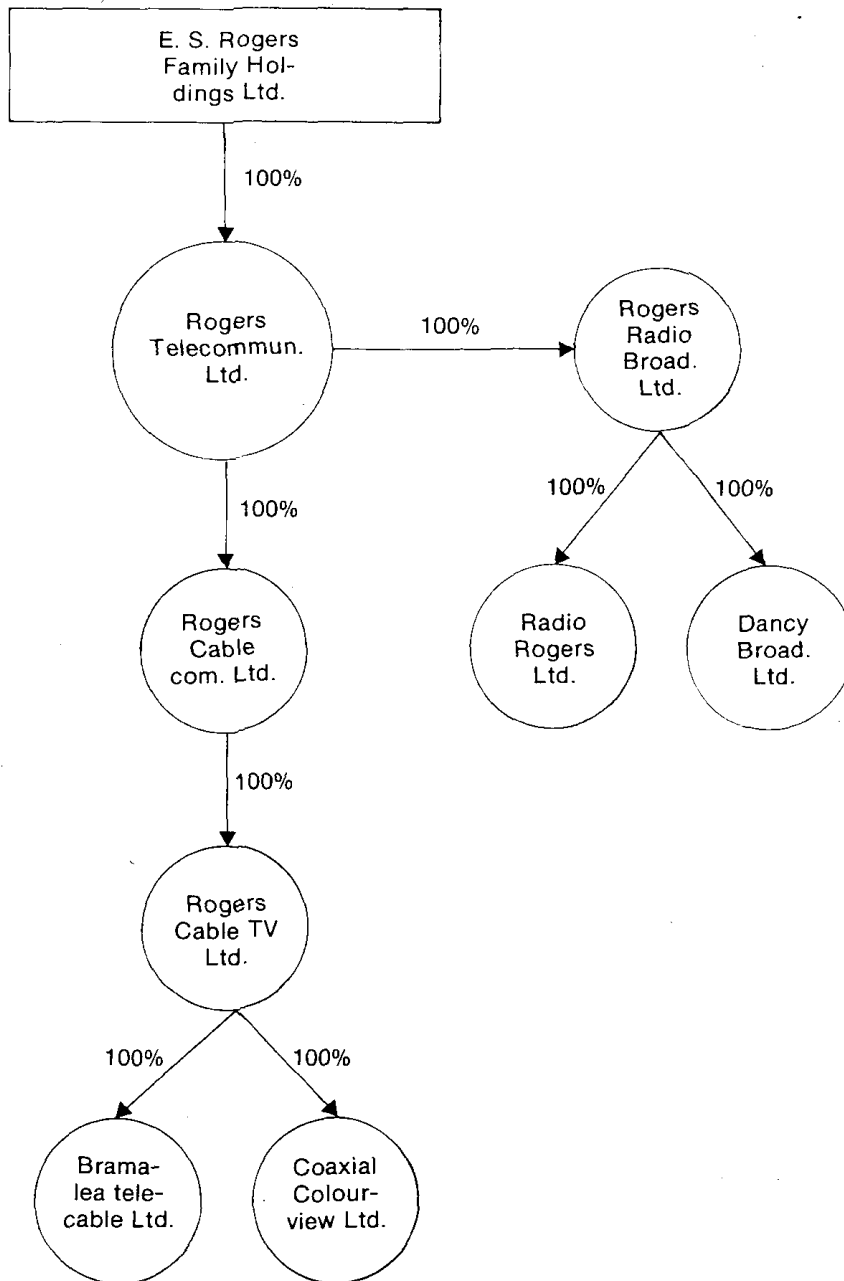 E. S. Rogers
Family Hol-
dings Ltd.
100%
Rogers
Telecommun.
Ltd.
100%
Rogers
Radio
Broad.
Ltd.
100%
100%
100%
Rogers
Cable
com. Ltd.
Radio
Rogers
Ltd.
Dancy
Broad.
Ltd.
100%
Rogers
Cable TV
Ltd.
100%
100%
Brama-
lea tele-
cable Ltd.
Coaxial
Colour-
view Ltd.